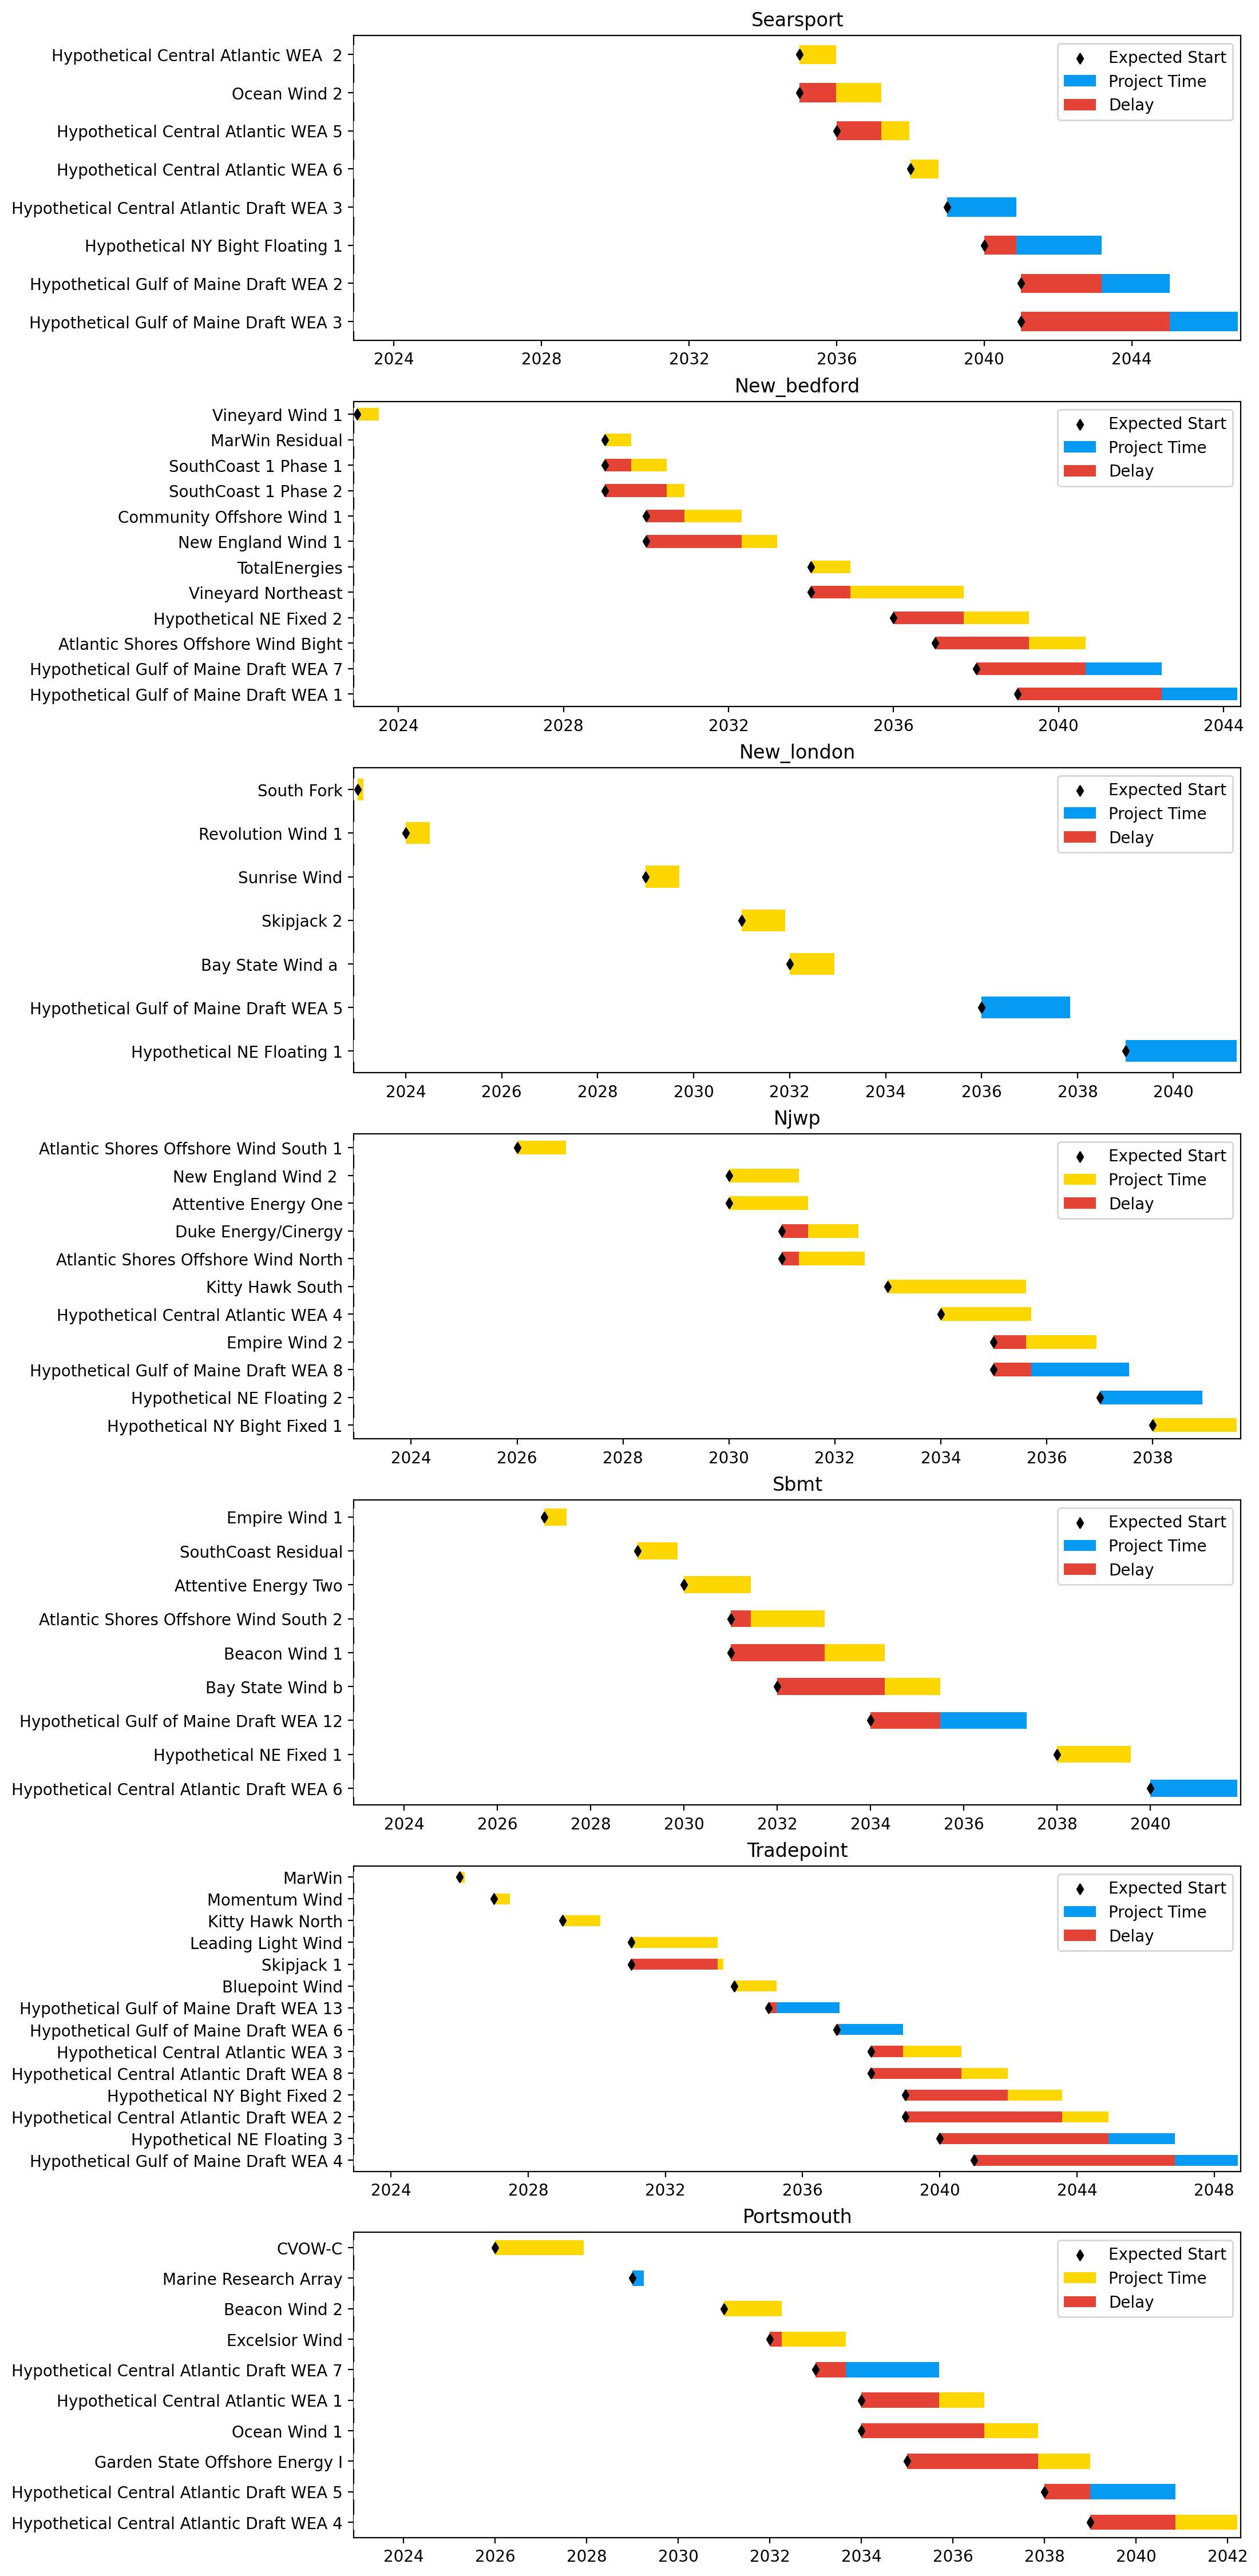 Searsport
Hypothetical Central Atlantic WEA  2
Ocean Wind 2
Hypothetical Central Atlantic WEA 5
Hypothetical Central Atlantic WEA 6
Hypothetical Central Atlantic Draft WEA 3
Hypothetical NY Bight Floating 1
Hypothetical Gulf of Maine Draft WEA 2
Hypothetical Gulf of Maine Draft WEA 3
Expected Start
Project Time
Delay
2024 2028 2032 2036 2040 2044
New_bedford
Vineyard Wind 1
MarWin Residual
SouthCoast 1 Phase 1
SouthCoast 1 Phase 2
Community Offshore Wind 1
New England Wind 1
TotalEnergies
Vineyard Northeast
Hypothetical NE Fixed 2
Atlantic Shores Offshore Wind Bight
Hypothetical Gulf of Maine Draft WEA 7
Hypothetical Gulf of Maine Draft WEA 1
Expected Start
Project Time
Delay
2024 2028 2032 2036 2040 2044
New_london
South Fork
Revolution Wind 1
Sunrise Wind
Skipjack 2
Bay State Wind a
Hypothetical Gulf of Maine Draft WEA 5
Hypothetical NE Floating 1
Expected Start
Project Time
Delay
2024 2026 2028 2030 2032 2034 2036 2038 2040
Njwp
Atlantic Shores Offshore Wind South 1
New England Wind 2
Attentive Energy One
Duke Energy/Cinergy
Atlantic Shores Offshore Wind North
Kitty Hawk South
Hypothetical Central Atlantic WEA 4
Empire Wind 2
Hypothetical Gulf of Maine Draft WEA 8
Hypothetical NE Floating 2
Hypothetical NY Bight Fixed 1
Expected Start
Project Time
Delay
2024 2026 2028 2030 2032 2034 2036 2038
Sbmt
Empire Wind 1
SouthCoast Residual
Attentive Energy Two
Atlantic Shores Offshore Wind South 2
Beacon Wind 1
Bay State Wind b
Hypothetical Gulf of Maine Draft WEA 12
Hypothetical NE Fixed 1
Hypothetical Central Atlantic Draft WEA 6
Expected Start
Project Time
Delay
2024 2026 2028 2030 2032 2034 2036 2038 2040
Tradepoint
MarWin
Momentum Wind
Kitty Hawk North
Leading Light Wind
Skipjack 1
Bluepoint Wind
Hypothetical Gulf of Maine Draft WEA 13
Hypothetical Gulf of Maine Draft WEA 6
Hypothetical Central Atlantic WEA 3
Hypothetical Central Atlantic Draft WEA 8
Hypothetical NY Bight Fixed 2
Hypothetical Central Atlantic Draft WEA 2
Hypothetical NE Floating 3
Hypothetical Gulf of Maine Draft WEA 4
Expected Start
Project Time
Delay
2024 2028 2032 2036 2040 2044 2048
Portsmouth
CVOW-C
Marine Research Array
Beacon Wind 2
Excelsior Wind
Hypothetical Central Atlantic Draft WEA 7
Hypothetical Central Atlantic WEA 1
Ocean Wind 1
Garden State Offshore Energy I
Hypothetical Central Atlantic Draft WEA 5
Hypothetical Central Atlantic Draft WEA 4
Expected Start
Project Time
Delay
2024 2026 2028 2030 2032 2034 2036 2038 2040 2042